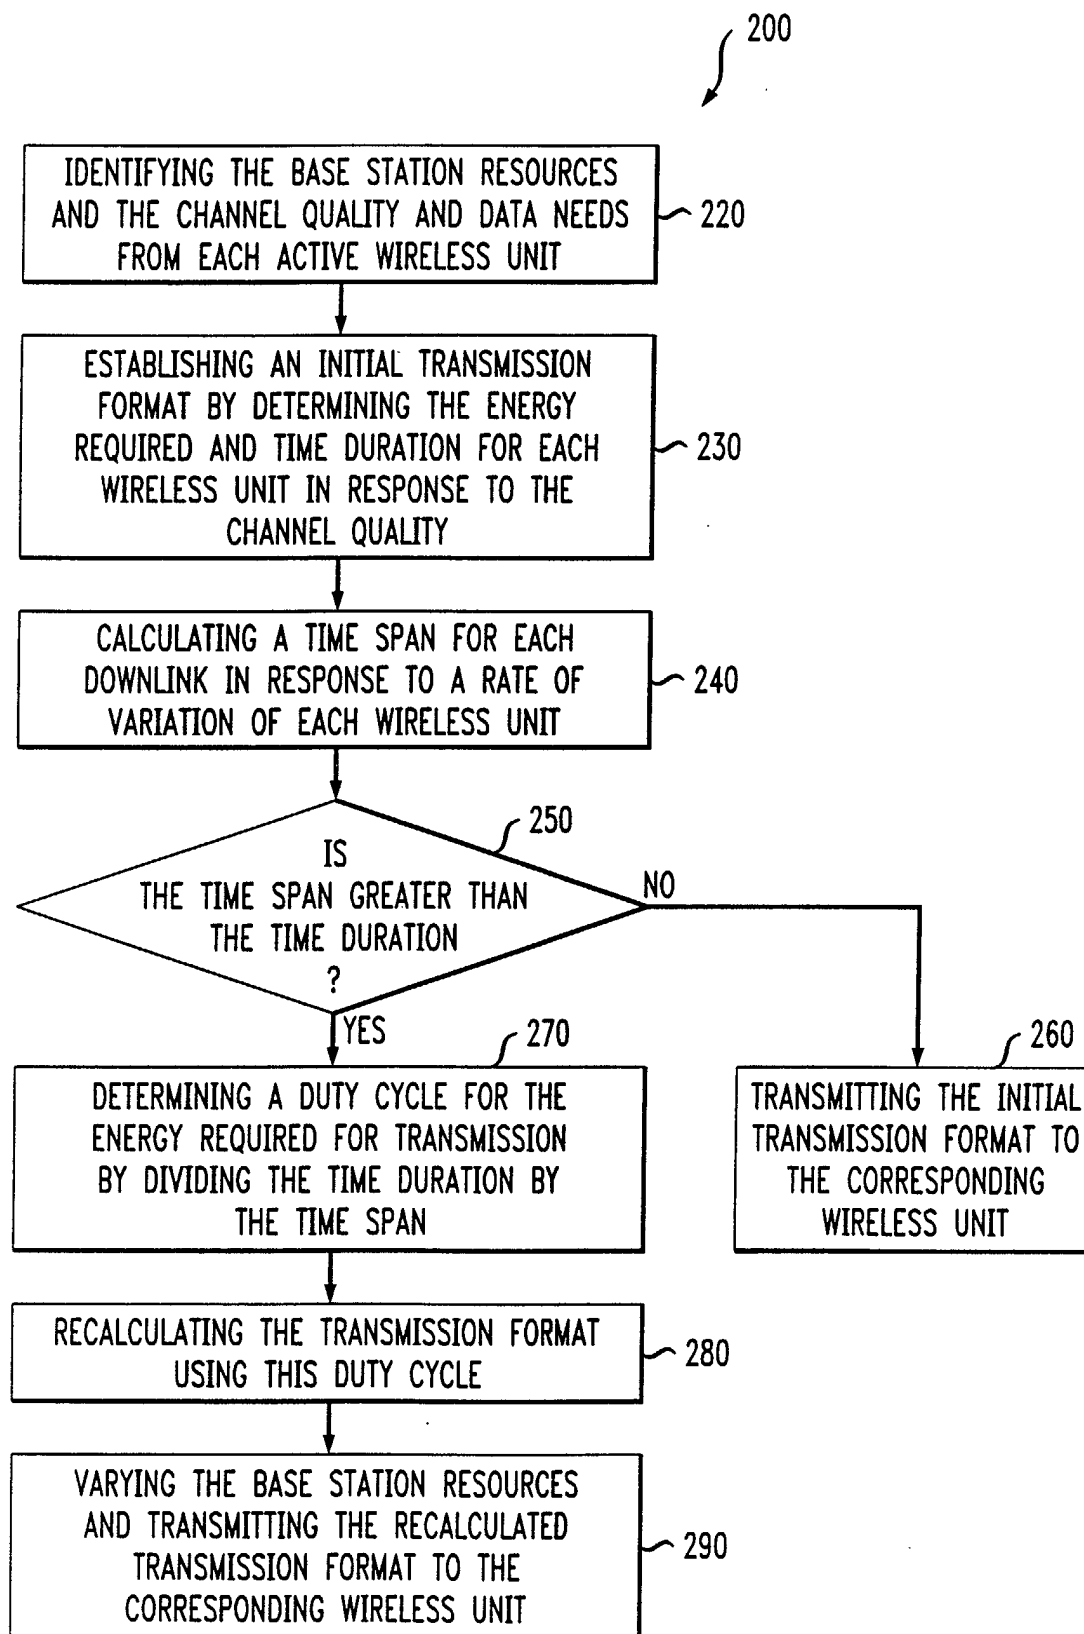 200
IDENTIFYING THE BASE STATION RESOURCES
AND THE CHANNEL QUALITY AND DATA NEEDS
FROM EACH ACTIVE WIRELESS UNIT
220
ESTABLISHING AN INITIAL TRANSMISSION
FORMAT BY DETERMINING THE ENERGY
REQUIRED AND TIME DURATION FOR EACH
WIRELESS UNIT IN RESPONSE TO THE
CHANNEL QUALITY
230
CALCULATING A TIME SPAN FOR EACH
DOWNLINK IN RESPONSE TO A RATE OF
VARIATION OF EACH WIRELESS UNIT
240
250
IS
THE TIME SPAN GREATER THAN
THE TIME DURATION
?
NO
YES
270
DETERMINING A DUTY CYCLE FOR THE
ENERGY REQUIRED FOR TRANSMISSION
BY DIVIDING THE TIME DURATION BY
THE TIME SPAN
260
TRANSMITTING THE INITIAL
TRANSMISSION FORMAT TO
THE CORRESPONDING
WIRELESS UNIT
RECALCULATING THE TRANSMISSION FORMAT
USING THIS DUTY CYCLE
280
VARYING THE BASE STATION RESOURCES
AND TRANSMITTING THE RECALCULATED
TRANSMISSION FORMAT TO THE
CORRESPONDING WIRELESS UNIT
290